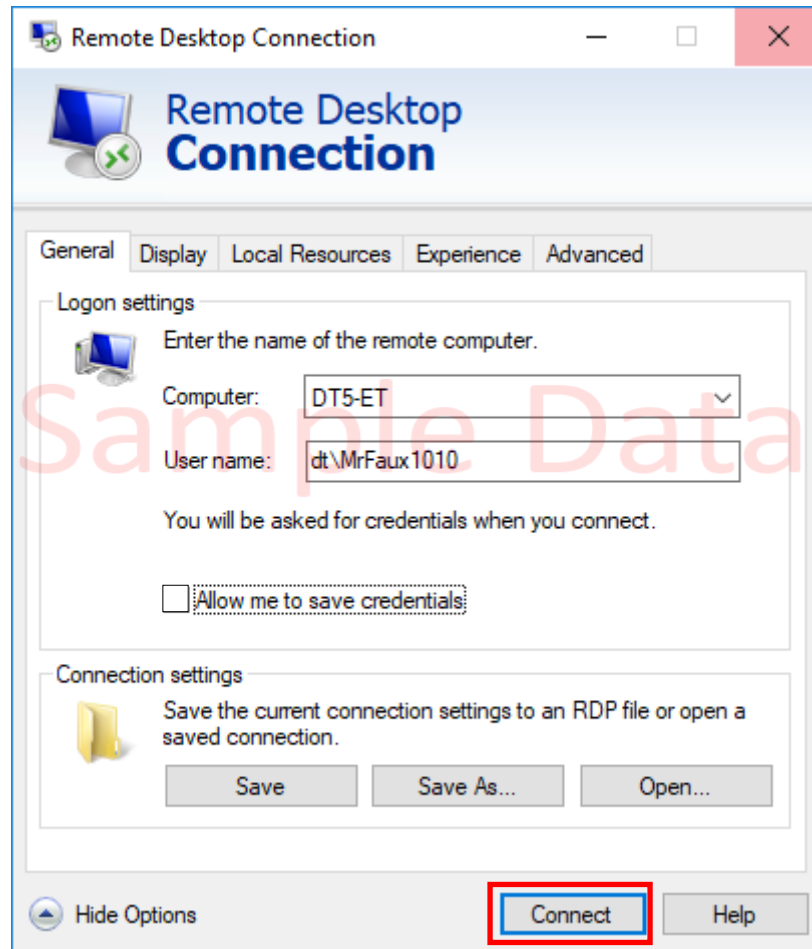 Remote Desktop Connection
Remote Desktop
Connection
General Display Local Resources Experience Advanced
Logon settings
Enter the name of the remote computer.
Computer: DT5-ET
Sample Data
User name: dt\MrFaux1010
You will be asked for credentials when you connect.
Allow me to save credentials
Connection settings
Save the current connection settings to an RDP file or open a
saved connection.
Save Save As... Open...
Hide Options Connect Help